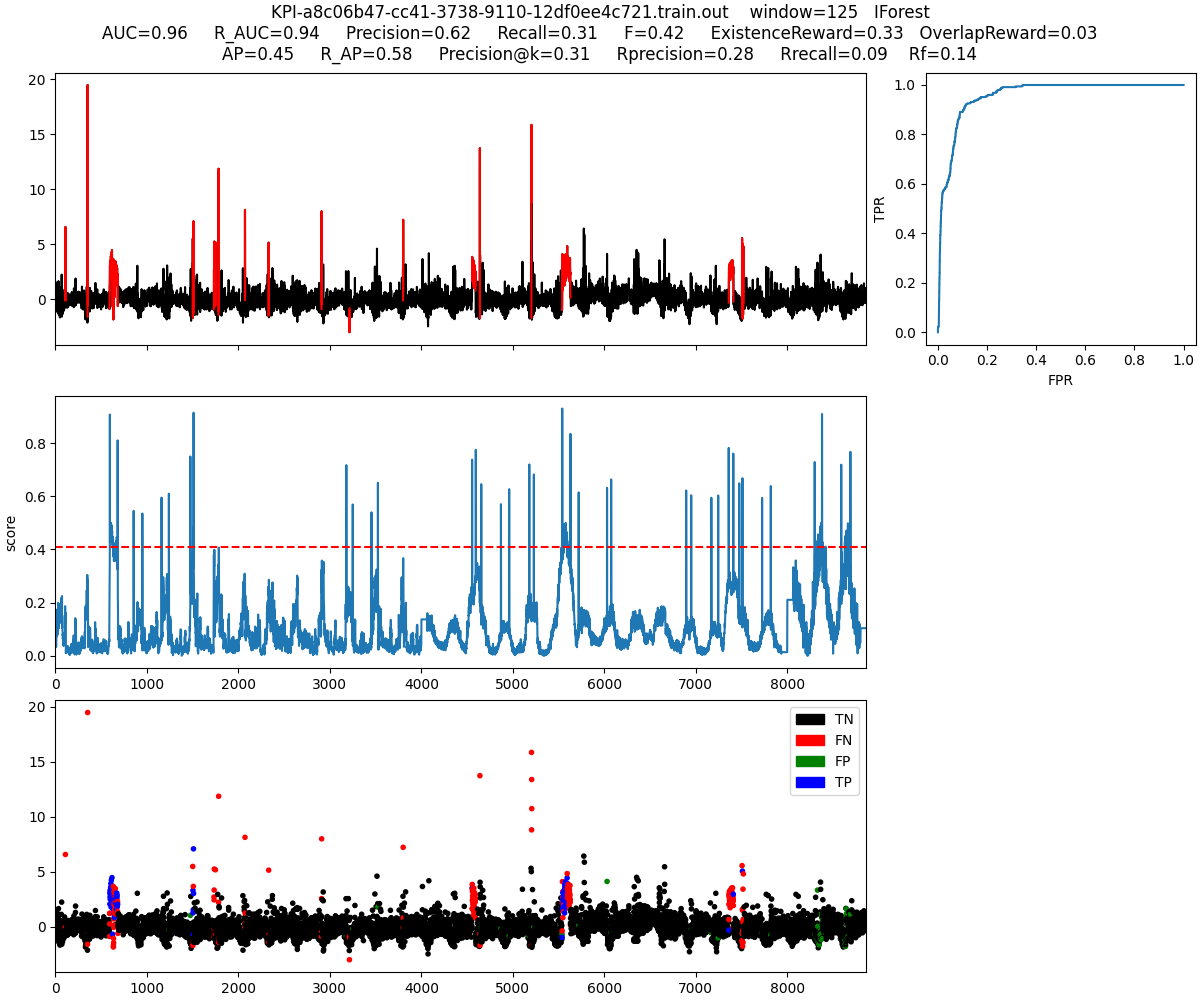 KPI-a8c06b47-cc41-3738-9110-12df0ee4c721.train.out window=125 IForest
AUC=0.96 R_AUC=0.94 Precision=0.62 Recall=0.31 F=0.42 ExistenceReward=0.33 OverlapReward=0.03
AP=0.45 R_AP=0.58 Precision@k=0.31 Rprecision=0.28 Rrecall=0.09 Rf=0.14
20
15
10
5
0
1.0
0.8
0.6
0.4
0.2
0.0
TPR
0.0 0.2 0.4 0.6 0.8 1.0
FPR
0.8
0.6
0.4
0.2
0.0
score
0 1000 2000 3000 4000 5000 6000 7000 8000
20
15
10
5
0
TN
FN
FP
TP
0 1000 2000 3000 4000 5000 6000 7000 8000